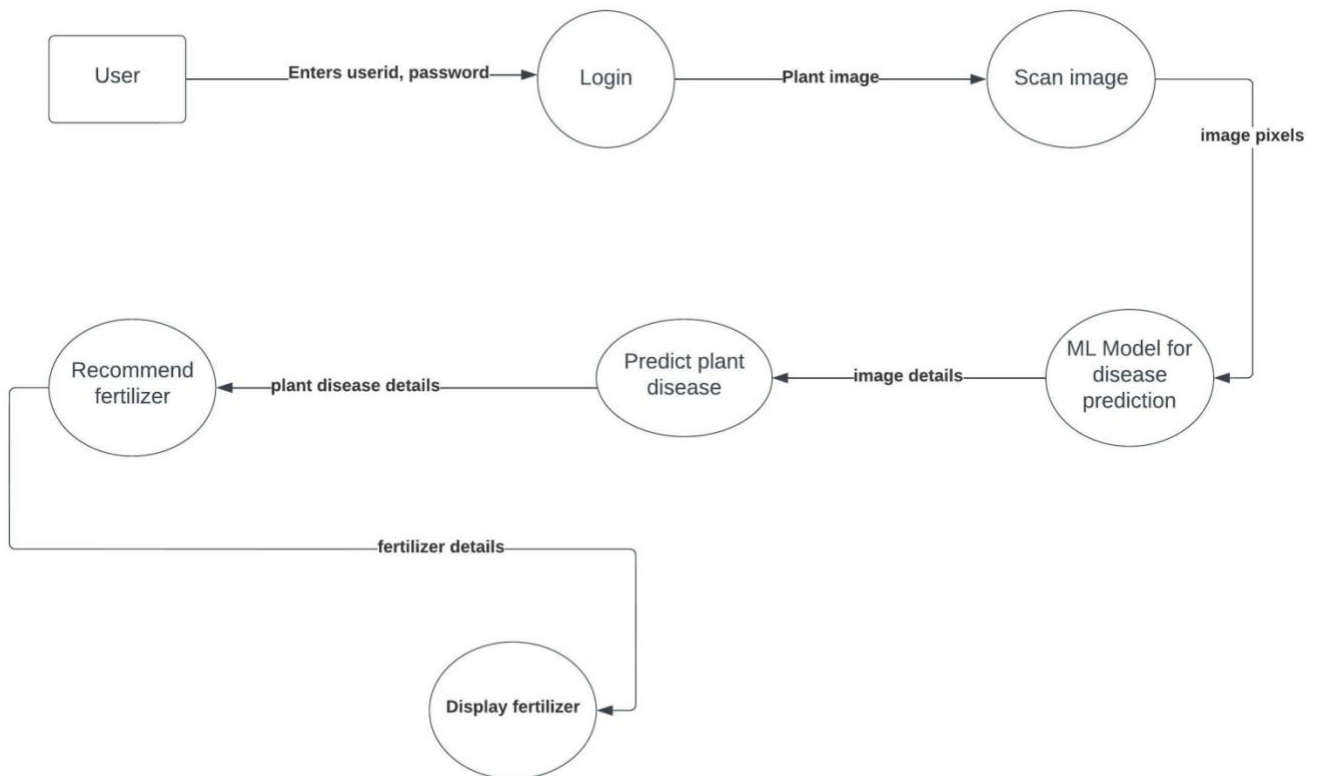 User
Enters userid, password
Login
Plant image
Scan image
image pixels
ML Model for
disease
prediction
image details
Predict plant
disease
plant disease details
Recommend
fertilizer
fertilizer details
Display fertilizer